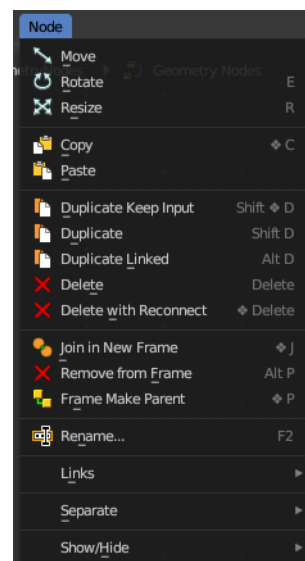 Node
Move
Geometry Nodes
Rotate E
Resize R
Copy ❖ C
Paste
Duplicate Keep Input Shift ❖ D
Duplicate Shift D
Duplicate Linked Alt D
Delete Delete
Delete with Reconnect ❖ Delete
Join in New Frame ❖ J
Remove from Frame Alt P
Frame Make Parent ❖ P
Rename... F2
Links
Separate
Show/Hide